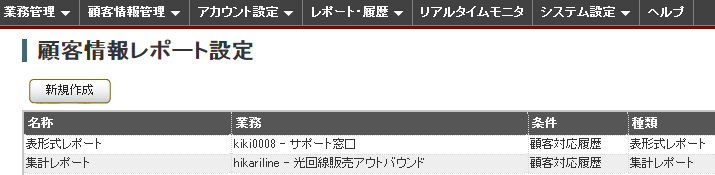 業務管理 ▼ 顧客情報管理 ▼ アカウント設定 ▼ レポート・履歴 ▼ リアルタイムモニタ システム設定 ▼ ヘルプ
顧客情報レポート設定
新規作成
名称 業務 条件 種類
表形式レポート kiki0008 - サポート窓口 顧客対応履歴 表形式レポート
集計レポート hikariline - 光回線販売アウトバウンド 顧客対応履歴 集計レポート